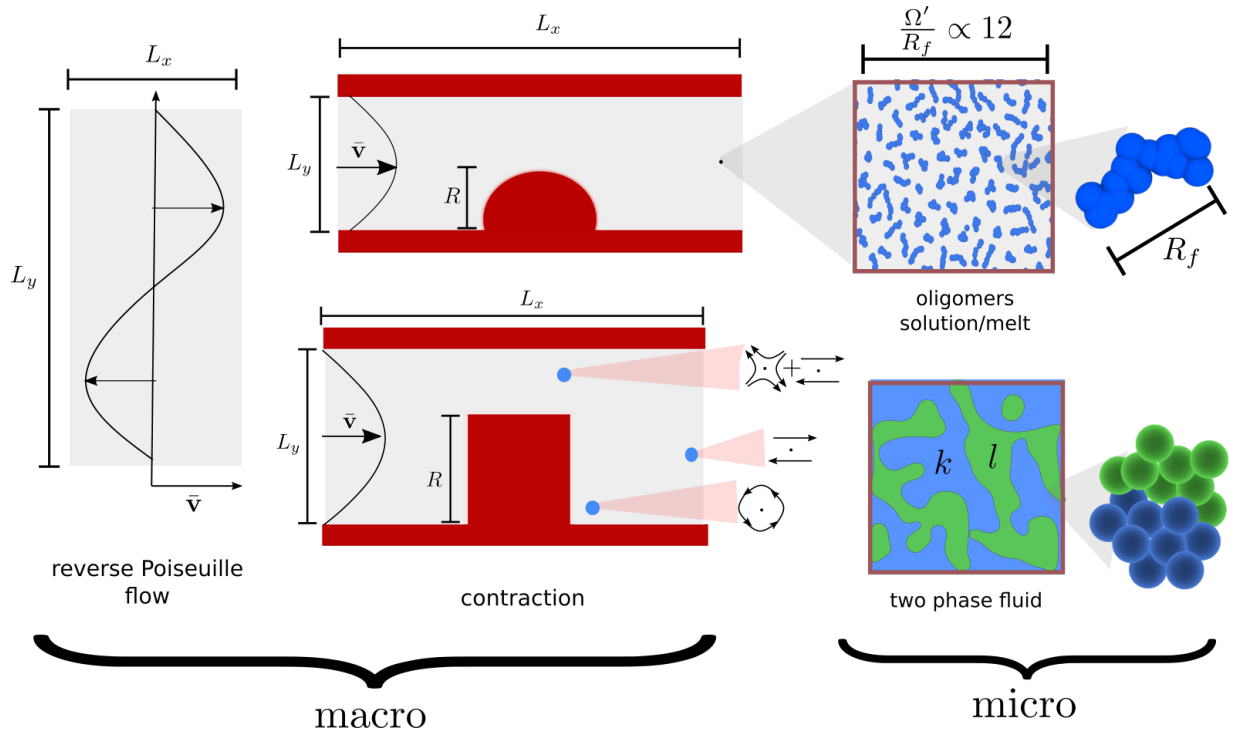 L_x
L_y
v̄
reverse Poiseuille
flow
L_x
L_y
v̄
R
L_x
L_y
v̄
R
+
contraction
macro
Ω′/R_f ∝ 12
R_f
oligomers
solution/melt
k
l
two phase fluid
micro